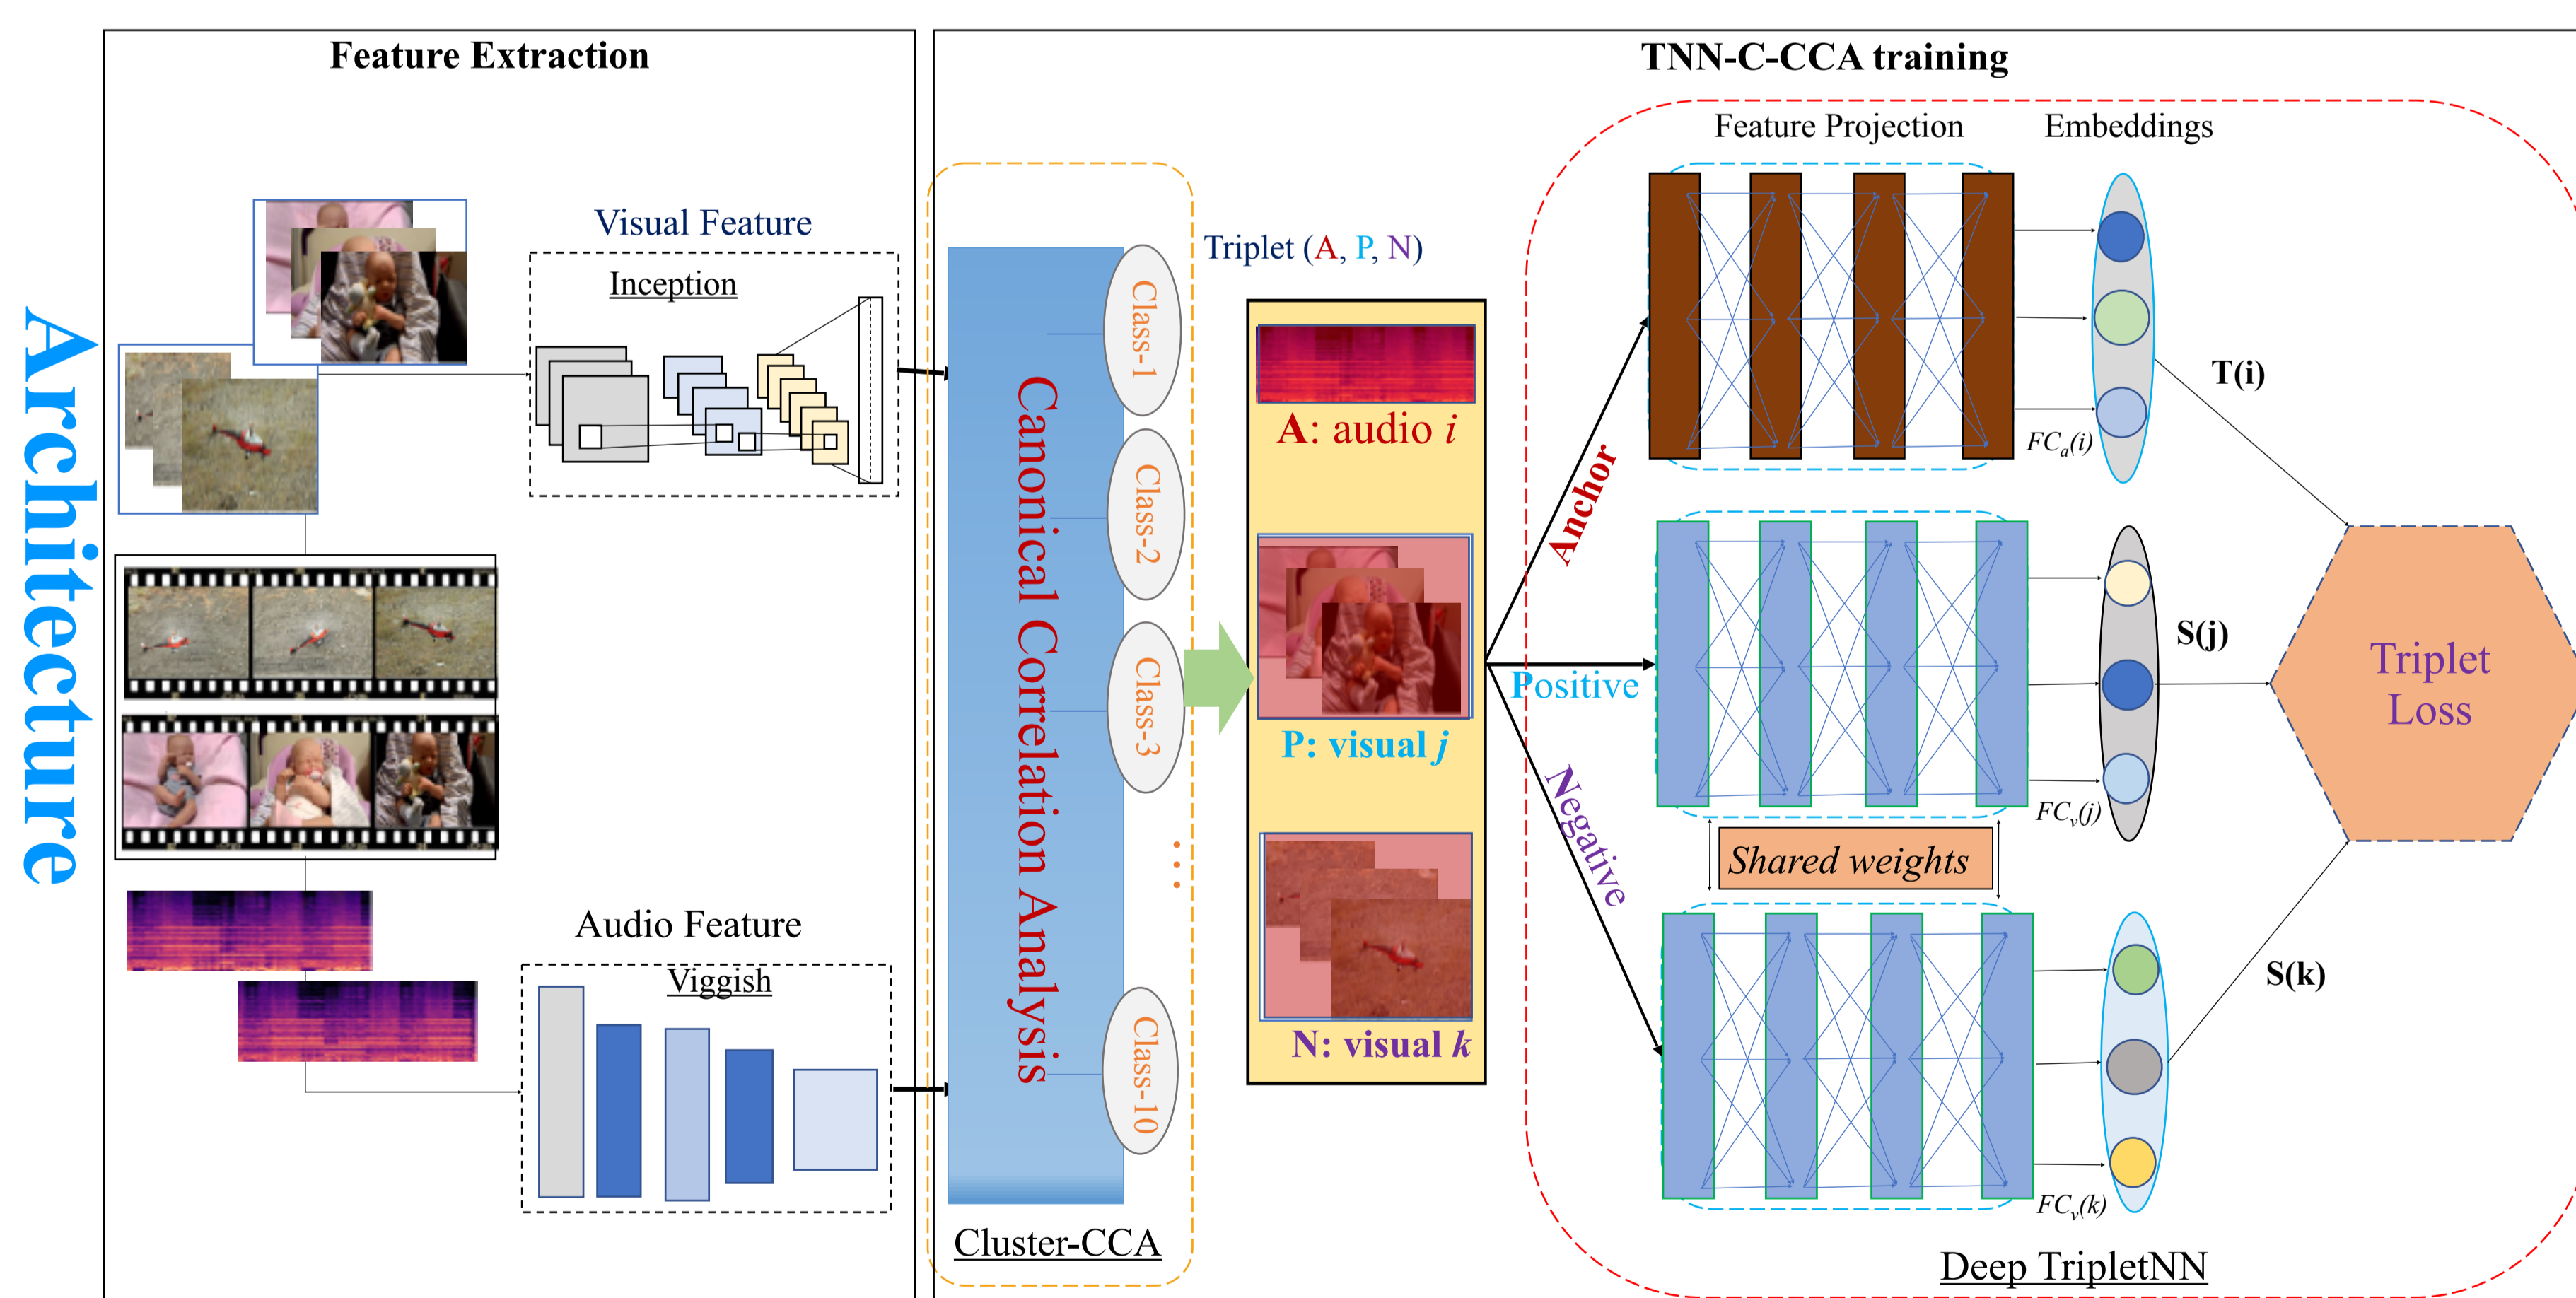 Architecture
Feature Extraction
Visual Feature
Inception
Audio Feature
Viggish
TNN-C-CCA training
Canonical Correlation Analysis
Class-1
Class-2
Class-3
...
Class-10
Cluster-CCA
Triplet (A, P, N)
A: audio i
P: visual j
N: visual k
Anchor
Positive
Negative
Feature Projection
Embeddings
FCa(i)
T(i)
FCv(j)
S(j)
Shared weights
FCv(k)
S(k)
Triplet
Loss
Deep TripletNN